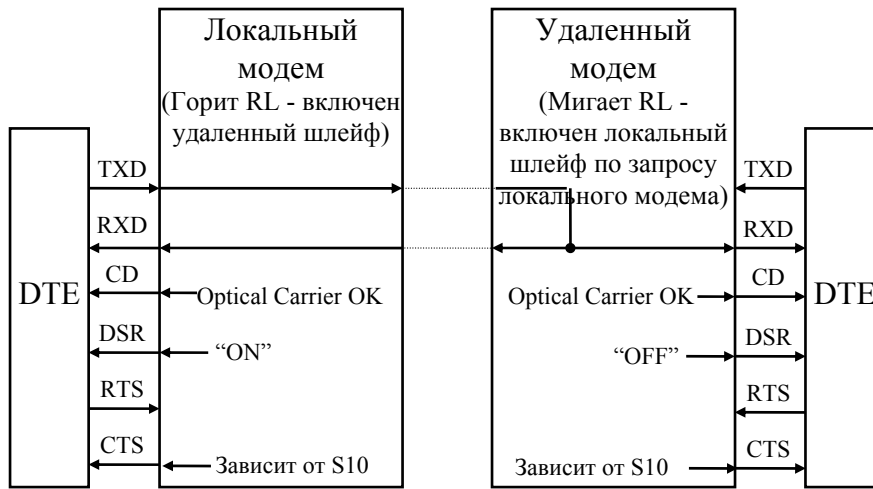 Локальный
модем
(Горит RL - включен
удаленный шлейф)
Удаленный
модем
(Мигает RL -
включен локальный
шлейф по запросу
локального модема)
TXD
RXD
CD
DSR
RTS
CTS
DTE
Optical Carrier OK
“ON”
Зависит от S10
Optical Carrier OK
“OFF”
Зависит от S10
TXD
RXD
CD
DSR
RTS
CTS
DTE